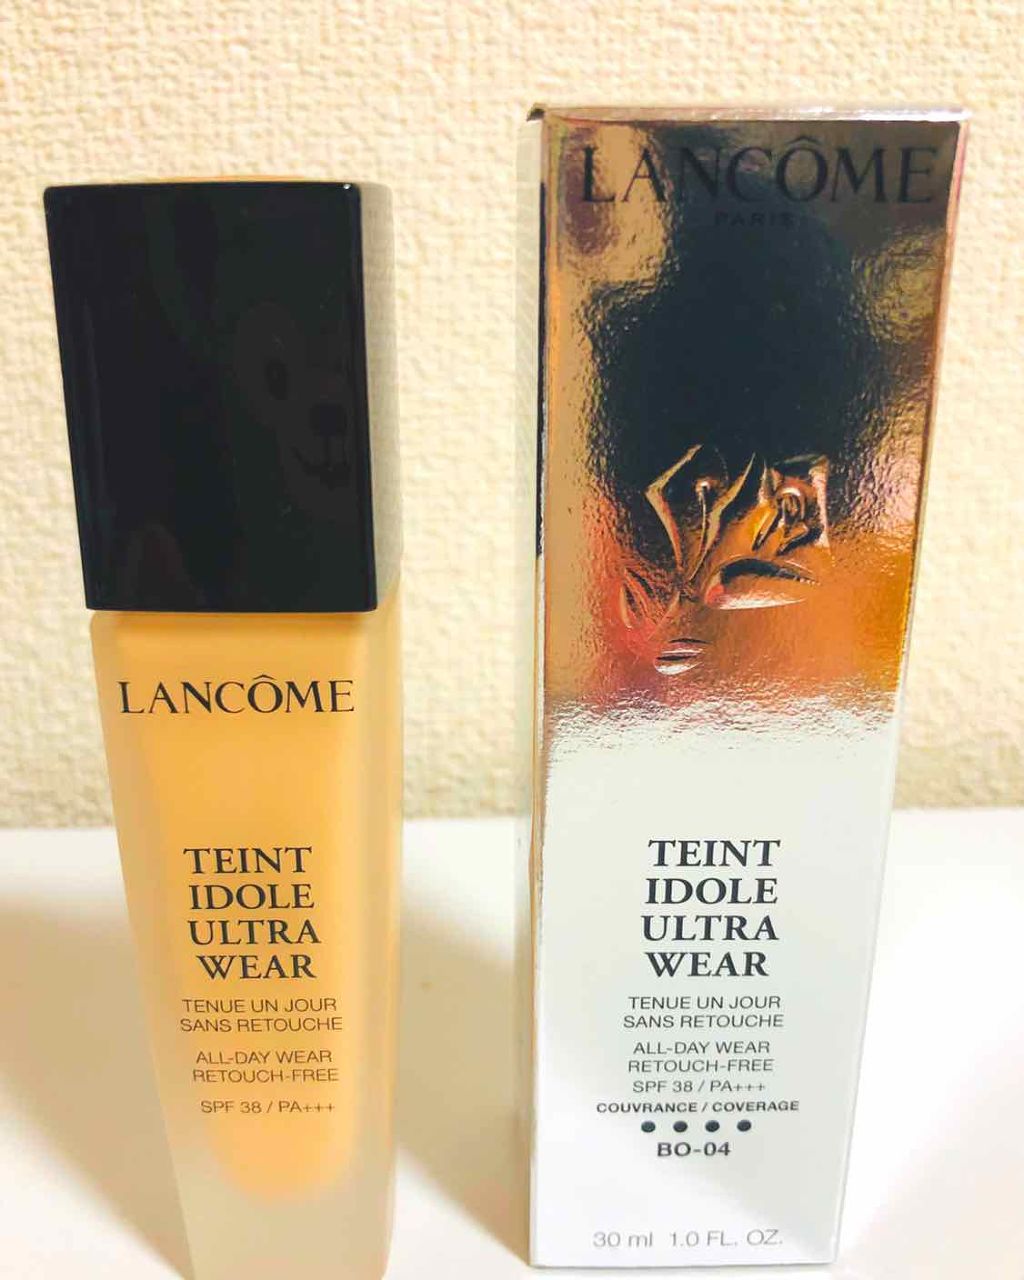 LANCÔME
TEINT
IDOLE
ULTRA
WEAR
TENUE UN JOUR
SANS RETOUCHE
ALL-DAY WEAR
RETOUCH-FREE
SPF 38 / PA+++
LANCÔME
PARIS
TEINT
IDOLE
ULTRA
WEAR
TENUE UN JOUR
SANS RETOUCHE
ALL-DAY WEAR
RETOUCH-FREE
SPF 38 / PA+++
COUVRANCE / COVERAGE
BO-04
30 ml 1.0 FL. OZ.